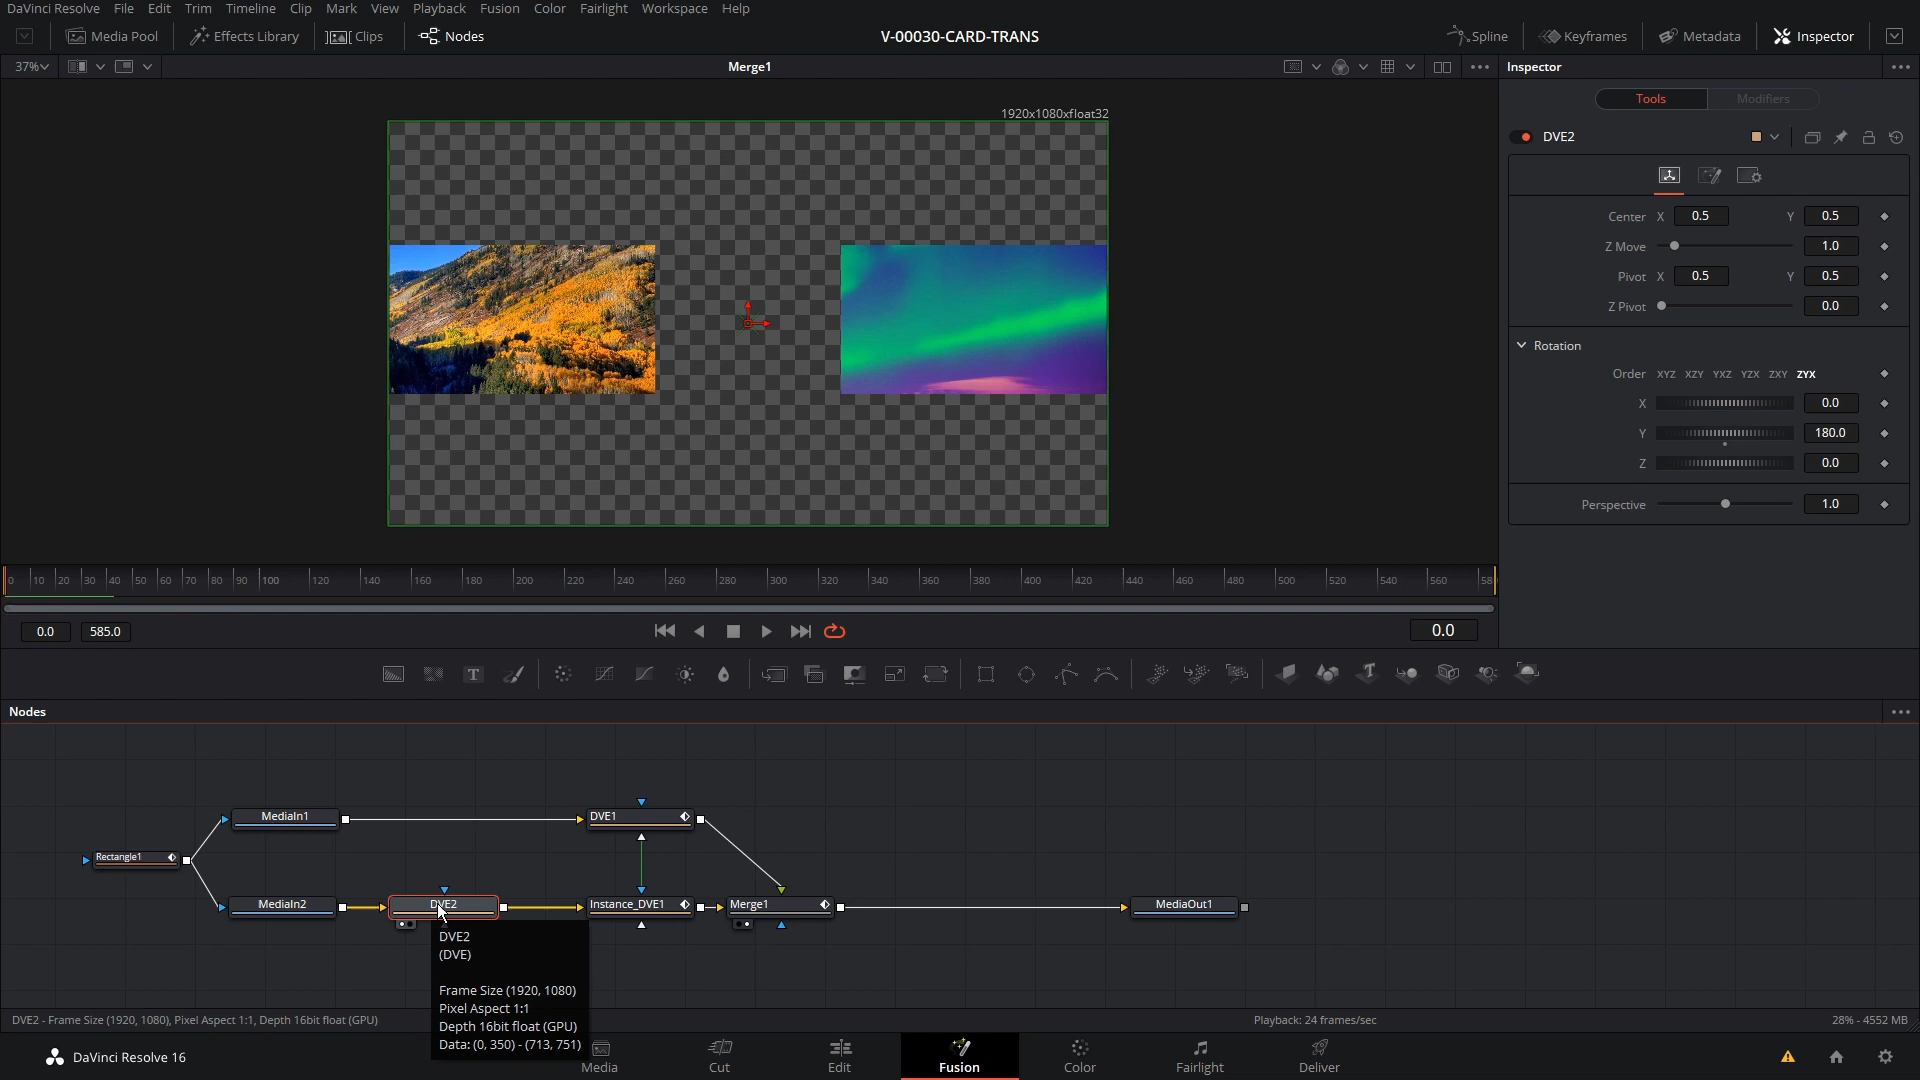 DaVinci Resolve File Edit Trim Timeline Clip Mark View Playback Fusion Color Fairlight Workspace Help
Media Pool Effects Library Clips Nodes V-00030-CARD-TRANS Spline Keyframes Metadata Inspector
37% Merge1 Inspector
1920x1080xfloat32
Tools Modifiers
DVE2
Center X 0.5 Y 0.5
Z Move 1.0
Pivot X 0.5 Y 0.5
Z Pivot 0.0
Rotation
Order XYZ XZY YXZ YZX ZXY ZYX
X 0.0
Y 180.0
Z 0.0
Perspective 1.0
0 10 20 30 40 50 60 70 80 90 100 120 140 160 180 200 220 240 260 280 300 320 340 360 380 400 420 440 460 480 500 520 540 560 58
0.0 585.0 0.0
T
Nodes
MediaIn1 DVE1
Rectangle1
MediaIn2 DVE2 Instance_DVE1 Merge1 MediaOut1
DVE2
(DVE)
Frame Size (1920, 1080)
Pixel Aspect 1:1
Depth 16bit float (GPU)
Data: (0, 350) - (713, 751)
DVE2 - Frame Size (1920, 1080), Pixel Aspect 1:1, Depth 16bit float (GPU) Playback: 24 frames/sec 28% - 4552 MB
DaVinci Resolve 16 Media Cut Edit Fusion Color Fairlight Deliver